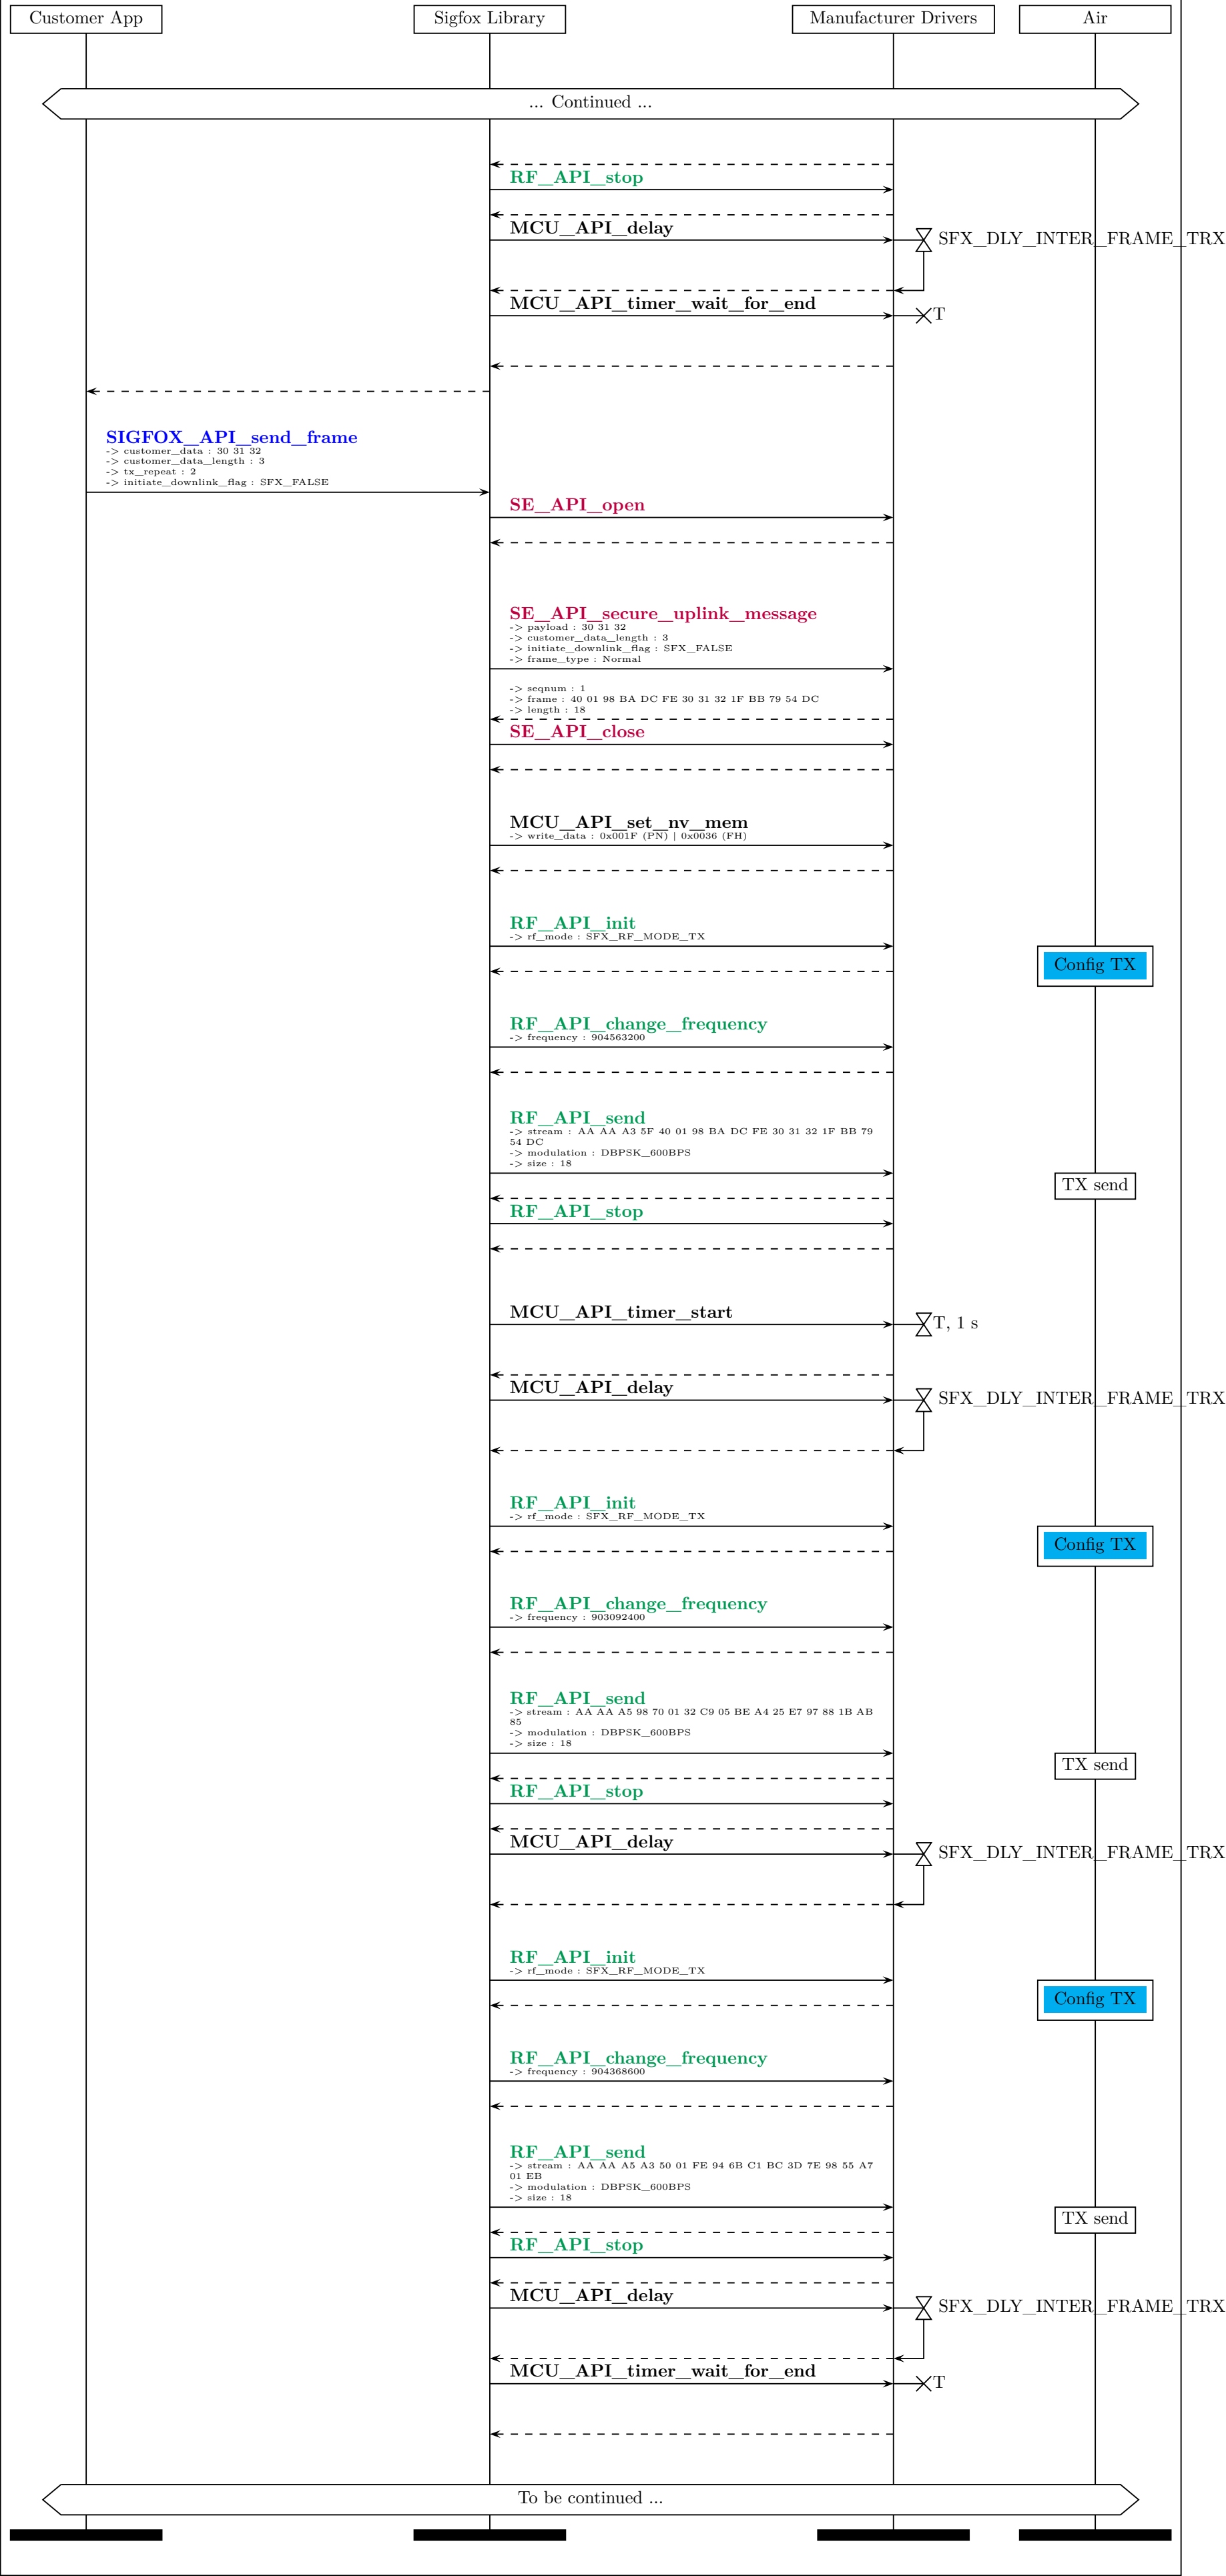 Customer App
Sigfox Library
Manufacturer Drivers
Air
... Continued ...
RF_API_stop
MCU_API_delay
SFX_DLY_INTER_FRAME_TRX
MCU_API_timer_wait_for_end
T
SIGFOX_API_send_frame
-> customer_data : 30 31 32
-> customer_data_length : 3
-> tx_repeat : 2
-> initiate_downlink_flag : SFX_FALSE
SE_API_open
SE_API_secure_uplink_message
-> payload : 30 31 32
-> customer_data_length : 3
-> initiate_downlink_flag : SFX_FALSE
-> frame_type : Normal
-> seqnum : 1
-> frame : 40 01 98 BA DC FE 30 31 32 1F BB 79 54 DC
-> length : 18
SE_API_close
MCU_API_set_nv_mem
-> write_data : 0x001F (PN) | 0x0036 (FH)
RF_API_init
-> rf_mode : SFX_RF_MODE_TX
Config TX
RF_API_change_frequency
-> frequency : 904563200
RF_API_send
-> stream : AA AA A3 5F 40 01 98 BA DC FE 30 31 32 1F BB 79
54 DC
-> modulation : DBPSK_600BPS
-> size : 18
TX send
RF_API_stop
MCU_API_timer_start
T, 1 s
MCU_API_delay
SFX_DLY_INTER_FRAME_TRX
RF_API_init
-> rf_mode : SFX_RF_MODE_TX
Config TX
RF_API_change_frequency
-> frequency : 903092400
RF_API_send
-> stream : AA AA A5 98 70 01 32 C9 05 BE A4 25 E7 97 88 1B AB
85
-> modulation : DBPSK_600BPS
-> size : 18
TX send
RF_API_stop
MCU_API_delay
SFX_DLY_INTER_FRAME_TRX
RF_API_init
-> rf_mode : SFX_RF_MODE_TX
Config TX
RF_API_change_frequency
-> frequency : 904368600
RF_API_send
-> stream : AA AA A5 A3 50 01 FE 94 6B C1 BC 3D 7E 98 55 A7
01 EB
-> modulation : DBPSK_600BPS
-> size : 18
TX send
RF_API_stop
MCU_API_delay
SFX_DLY_INTER_FRAME_TRX
MCU_API_timer_wait_for_end
T
To be continued ...